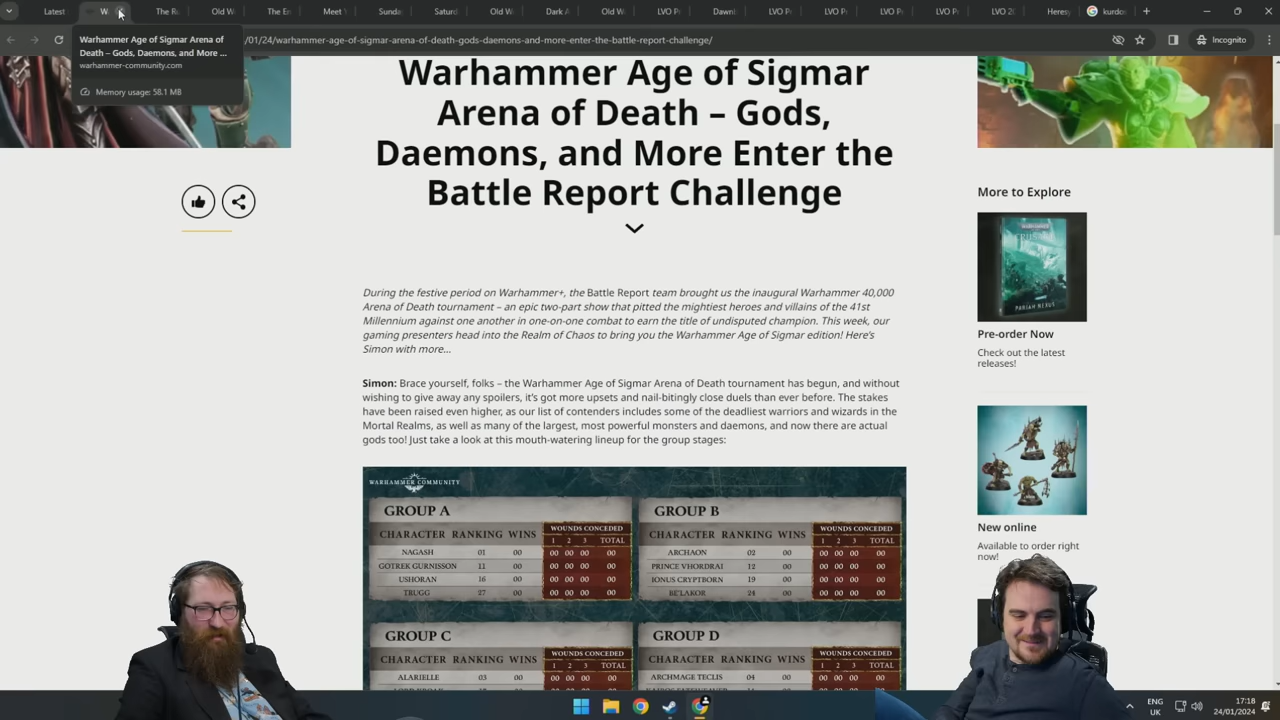 Latest
W.
The R
Old W
The E
Meet
Sunda
Saturd
Old W
Dark A
Old W
LVO P
Dawni
LVO P
LVO P
LVO P
LVO P
LVO 20
Heresy
kurdos
Warhammer Age of Sigmar Arena of
Death – Gods, Daemons, and More ...
warhammer-community.com
Memory usage: 58.1 MB
/01/24/warhammer-age-of-sigmar-arena-of-death-gods-daemons-and-more-enter-the-battle-report-challenge/
Incognito
Warhammer Age of Sigmar
Arena of Death – Gods,
Daemons, and More Enter the
Battle Report Challenge
During the festive period on Warhammer+, the Battle Report team brought us the inaugural Warhammer 40,000
Arena of Death tournament – an epic two-part show that pitted the mightiest heroes and villains of the 41st
Millennium against one another in one-on-one combat to earn the title of undisputed champion. This week, our
gaming presenters head into the Realm of Chaos to bring you the Warhammer Age of Sigmar edition! Here's
Simon with more...
Simon: Brace yourself, folks – the Warhammer Age of Sigmar Arena of Death tournament has begun, and without
wishing to give away any spoilers, it's got more upsets and nail-bitingly close duels than ever before. The stakes
have been raised even higher, as our list of contenders includes some of the deadliest warriors and wizards in the
Mortal Realms, as well as many of the largest, most powerful monsters and daemons, and now there are actual
gods too! Just take a look at this mouth-watering lineup for the group stages:
WARHAMMER COMMUNITY
GROUP A
CHARACTER RANKING WINS WOUNDS CONCEDED
1 2 3 TOTAL
NAGASH 01 00 00 00 00 00
GOTREK GURNISSON 11 00 00 00 00 00
USHORAN 16 00 00 00 00 00
TRUGG 27 00 00 00 00 00
GROUP B
CHARACTER RANKING WINS WOUNDS CONCEDED
1 2 3 TOTAL
ARCHAON 02 00 00 00 00 00
PRINCE VHORDRAI 12 00 00 00 00 00
IONUS CRYPTBORN 19 00 00 00 00 00
BE'LAKOR 24 00 00 00 00 00
GROUP C
CHARACTER RANKING WINS WOUNDS CONCEDED
1 2 3 TOTAL
ALARIELLE 03 00 00 00 00 00
GROUP D
CHARACTER RANKING WINS WOUNDS CONCEDED
1 2 3 TOTAL
ARCHMAGE TECLIS 04 00 00 00 00 00
More to Explore
WARHAMMER
PARIAH NEXUS
Pre-order Now
Check out the latest
releases!
New online
Available to order right
now!
ENG
UK
17:18
24/01/2024